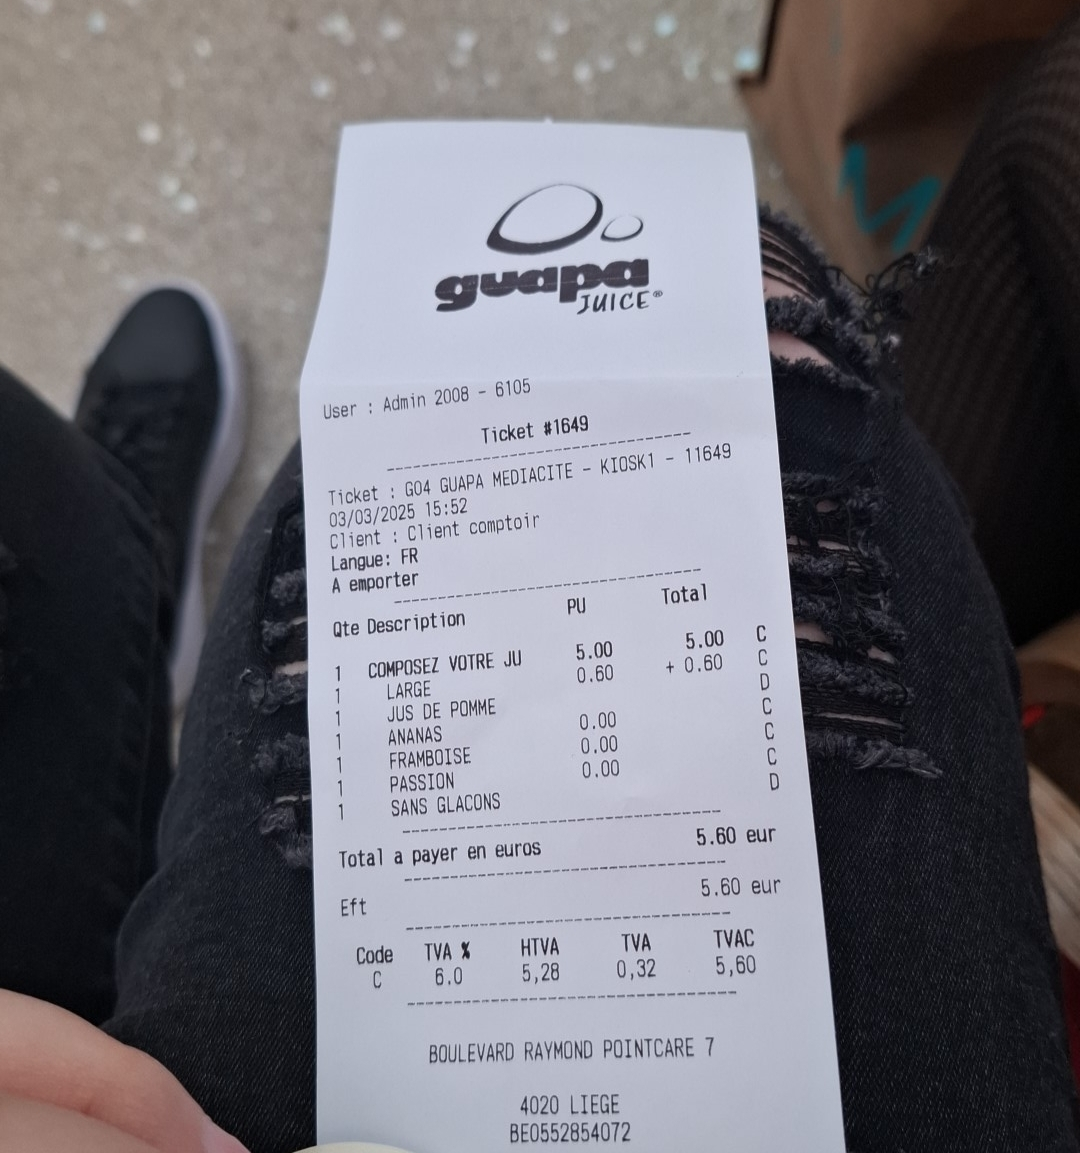 guapa
JUICE®
User : Admin 2008 - 6105
Ticket #1649
Ticket : G04 GUAPA MEDIACITE - KIOSK1 - 11649
03/03/2025 15:52
Client : Client comptoir
Langue: FR
A emporter
Qte Description PU Total
1 COMPOSEZ VOTRE JU 5.00 5.00 C
1 LARGE 0.60 + 0.60 C
1 JUS DE POMME D
1 ANANAS 0.00 C
1 FRAMBOISE 0.00 C
1 PASSION 0.00 C
1 SANS GLACONS D
Total a payer en euros 5.60 eur
Eft 5.60 eur
Code TVA % HTVA TVA TVAC
C 6.0 5,28 0,32 5,60
BOULEVARD RAYMOND POINTCARE 7
4020 LIEGE
BE0552854072